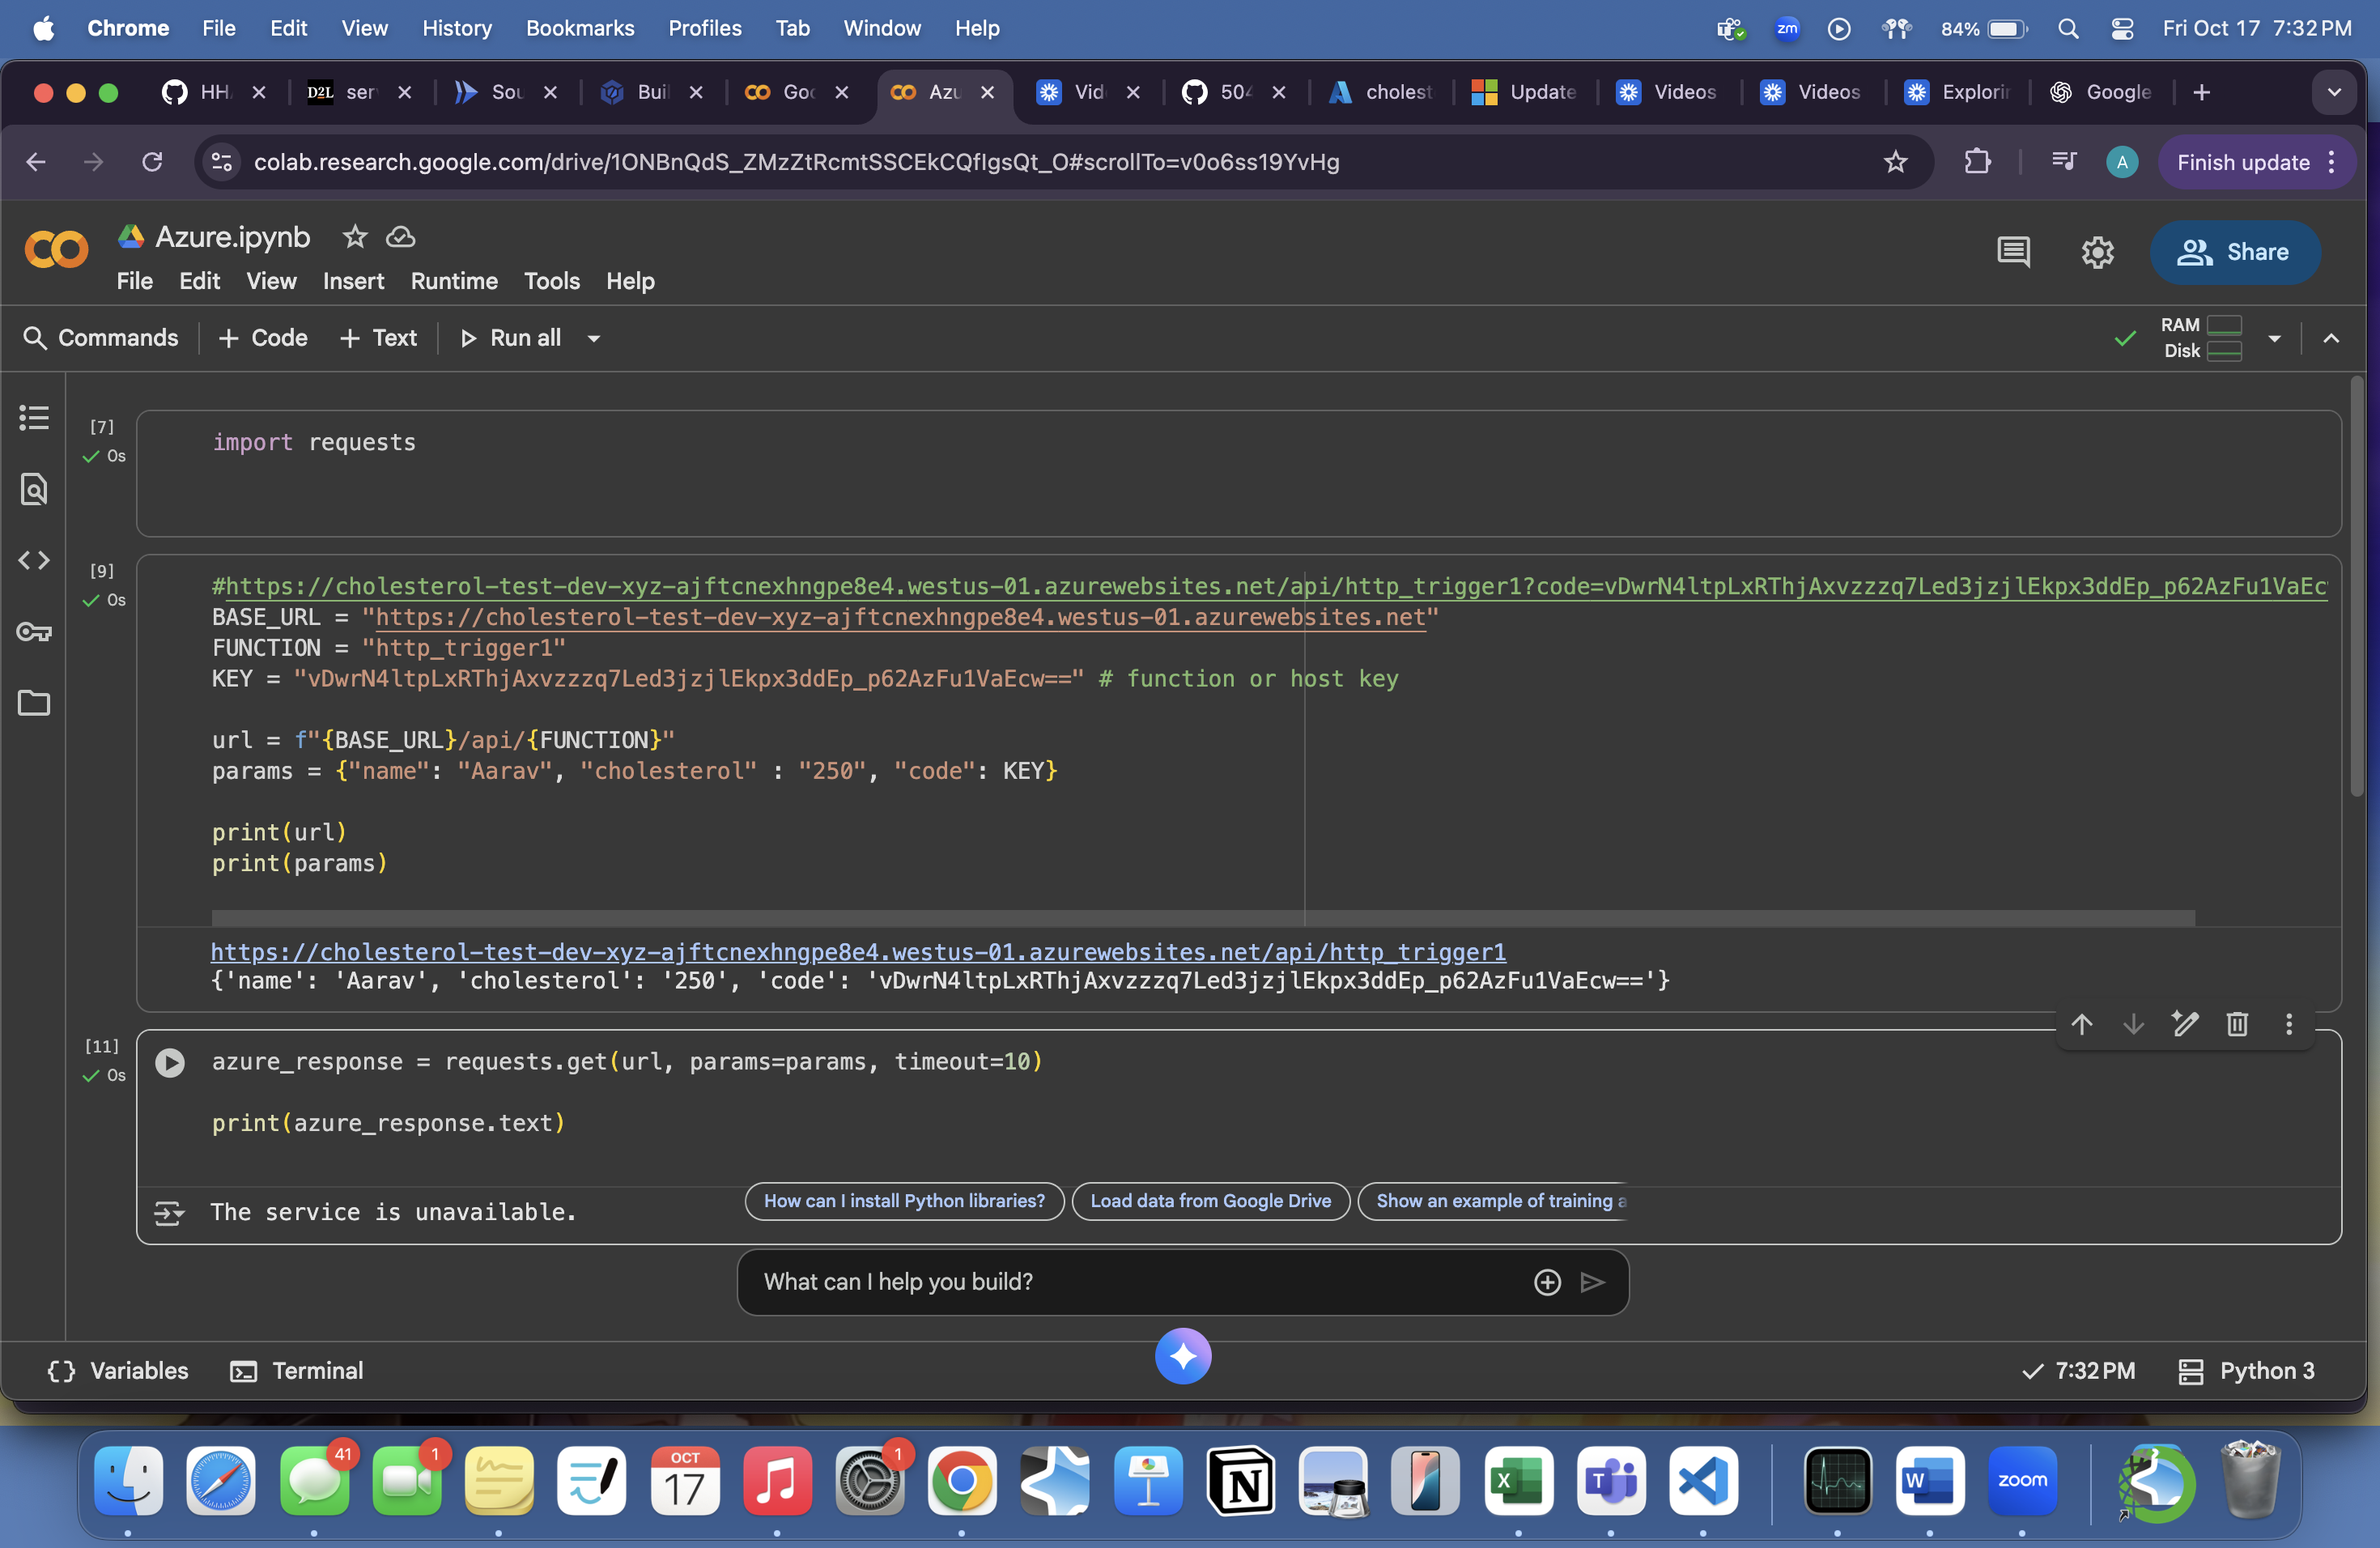 Chrome File Edit View History Bookmarks Profiles Tab Window Help
zm 84% Fri Oct 17 7:32 PM
HH D2L ser Sou Buil Goo Azu Vid 504 cholest Update Videos Videos Explorin Google
colab.research.google.com/drive/1ONBnQdS_ZMzZtRcmtSSCEkCQfIgsQt_O#scrollTo=v0o6ss19YvHg
A Finish update
Azure.ipynb
File Edit View Insert Runtime Tools Help
Share
Commands + Code + Text Run all
RAM
Disk
[7]
0s
import requests
[9]
0s
#https://cholesterol-test-dev-xyz-ajftcnexhngpe8e4.westus-01.azurewebsites.net/api/http_trigger1?code=vDwrN4ltpLxRThjAxvzzzq7Led3jzjlEkpx3ddEp_p62AzFu1VaEc
BASE_URL = "https://cholesterol-test-dev-xyz-ajftcnexhngpe8e4.westus-01.azurewebsites.net"
FUNCTION = "http_trigger1"
KEY = "vDwrN4ltpLxRThjAxvzzzq7Led3jzjlEkpx3ddEp_p62AzFu1VaEcw==" # function or host key
url = f"{BASE_URL}/api/{FUNCTION}"
params = {"name": "Aarav", "cholesterol" : "250", "code": KEY}
print(url)
print(params)
https://cholesterol-test-dev-xyz-ajftcnexhngpe8e4.westus-01.azurewebsites.net/api/http_trigger1
{'name': 'Aarav', 'cholesterol': '250', 'code': 'vDwrN4ltpLxRThjAxvzzzq7Led3jzjlEkpx3ddEp_p62AzFu1VaEcw=='}
[11]
0s
azure_response = requests.get(url, params=params, timeout=10)
print(azure_response.text)
The service is unavailable.
How can I install Python libraries? Load data from Google Drive Show an example of training a
What can I help you build?
Variables Terminal
7:32 PM Python 3
41 1 OCT 17 1 N X T W zoom